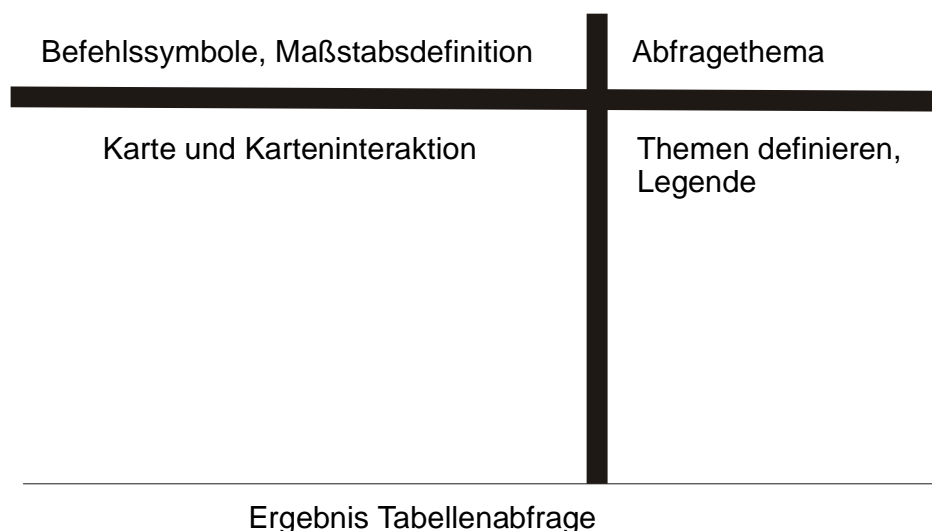 Befehlssymbole, Maßstabsdefinition
Abfragethema
Karte und Karteninteraktion
Themen definieren,
Legende
Ergebnis Tabellenabfrage